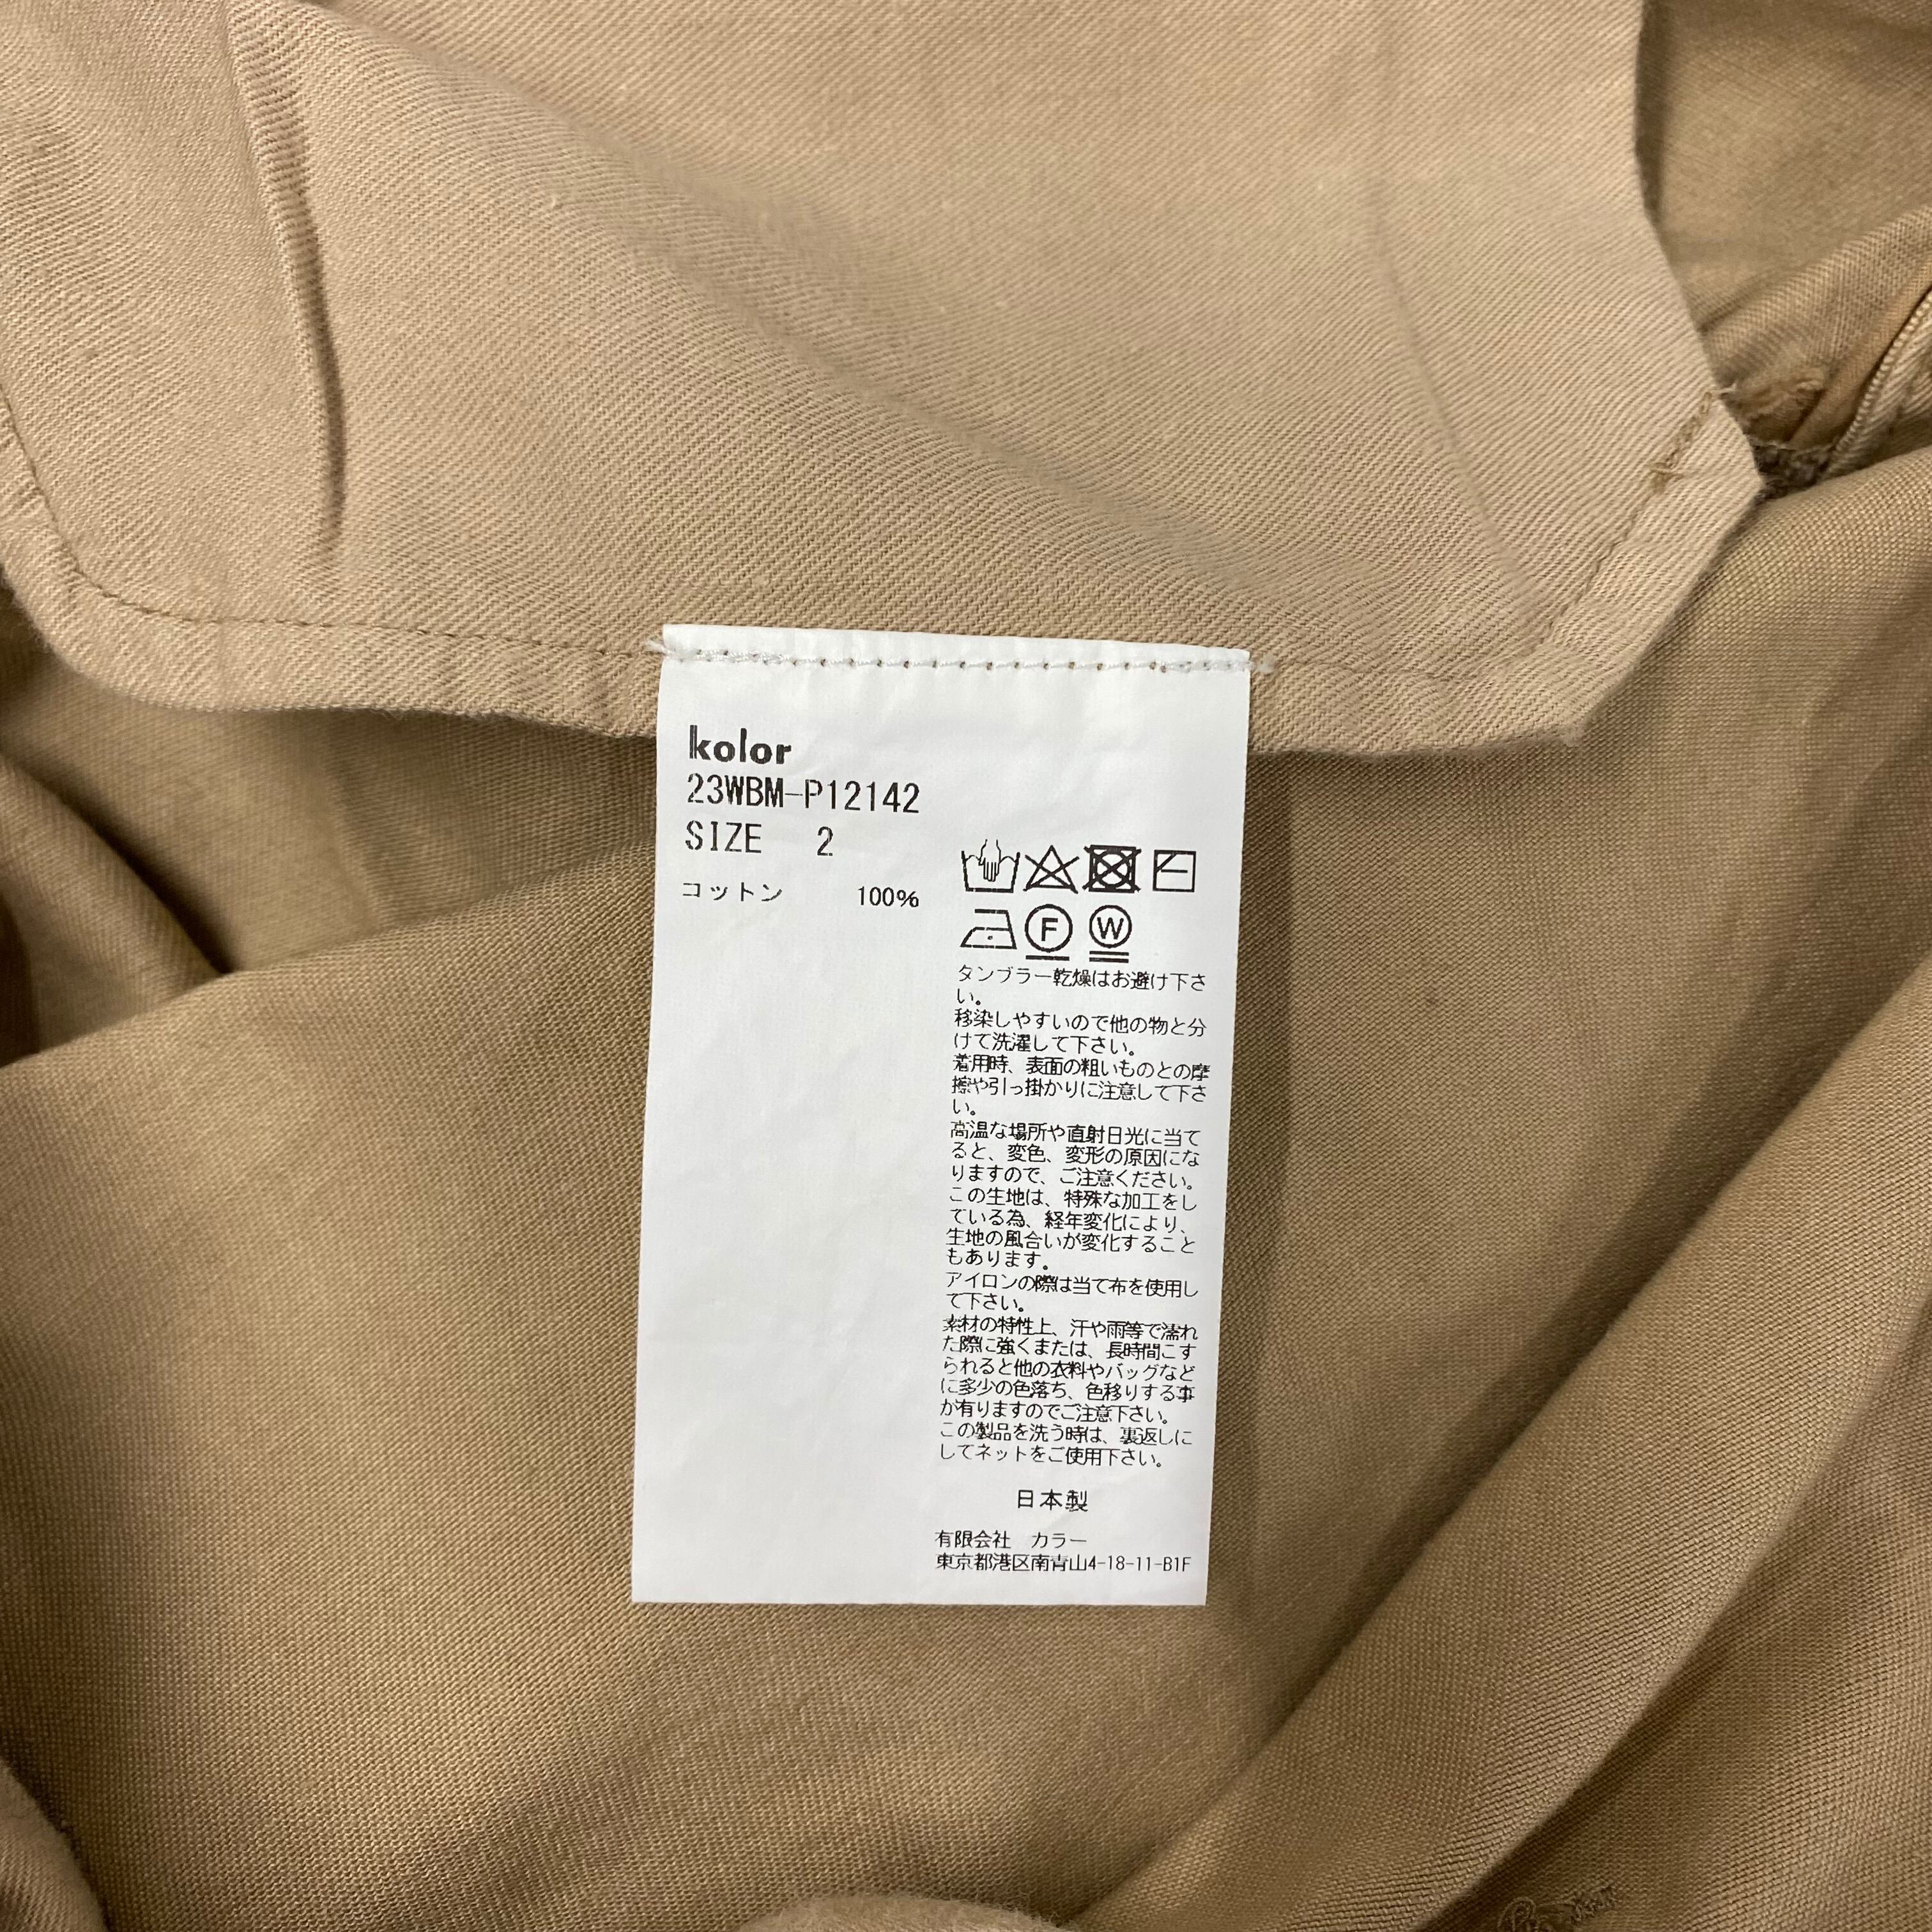 kolor
23WBM-P12142
SIZE 2
コットン 100%
F W
タンブラー乾燥はお避け下さ
い。
移染しやすいので他の物と分
けて洗濯して下さい。
着用時、表面の粗いものとの摩
擦や引っ掛かりに注意して下さ
い。
高温な場所や直射日光に当て
ると、変色、変形の原因にな
りますので、ご注意ください。
この生地は、特殊な加工をし
ている為、経年変化により、
生地の風合いが変化すること
もあります。
アイロンの際は当て布を使用し
て下さい。
素材の特性上、汗や雨等で濡れ
た際に強くまたは、長時間こす
られると他の衣料やバッグなど
に多少の色落ち、色移りする事
が有りますのでご注意下さい。
この製品を洗う時は、裏返しに
してネットをご使用下さい。
日本製
有限会社 カラー
東京都港区南青山4-18-11-B1F